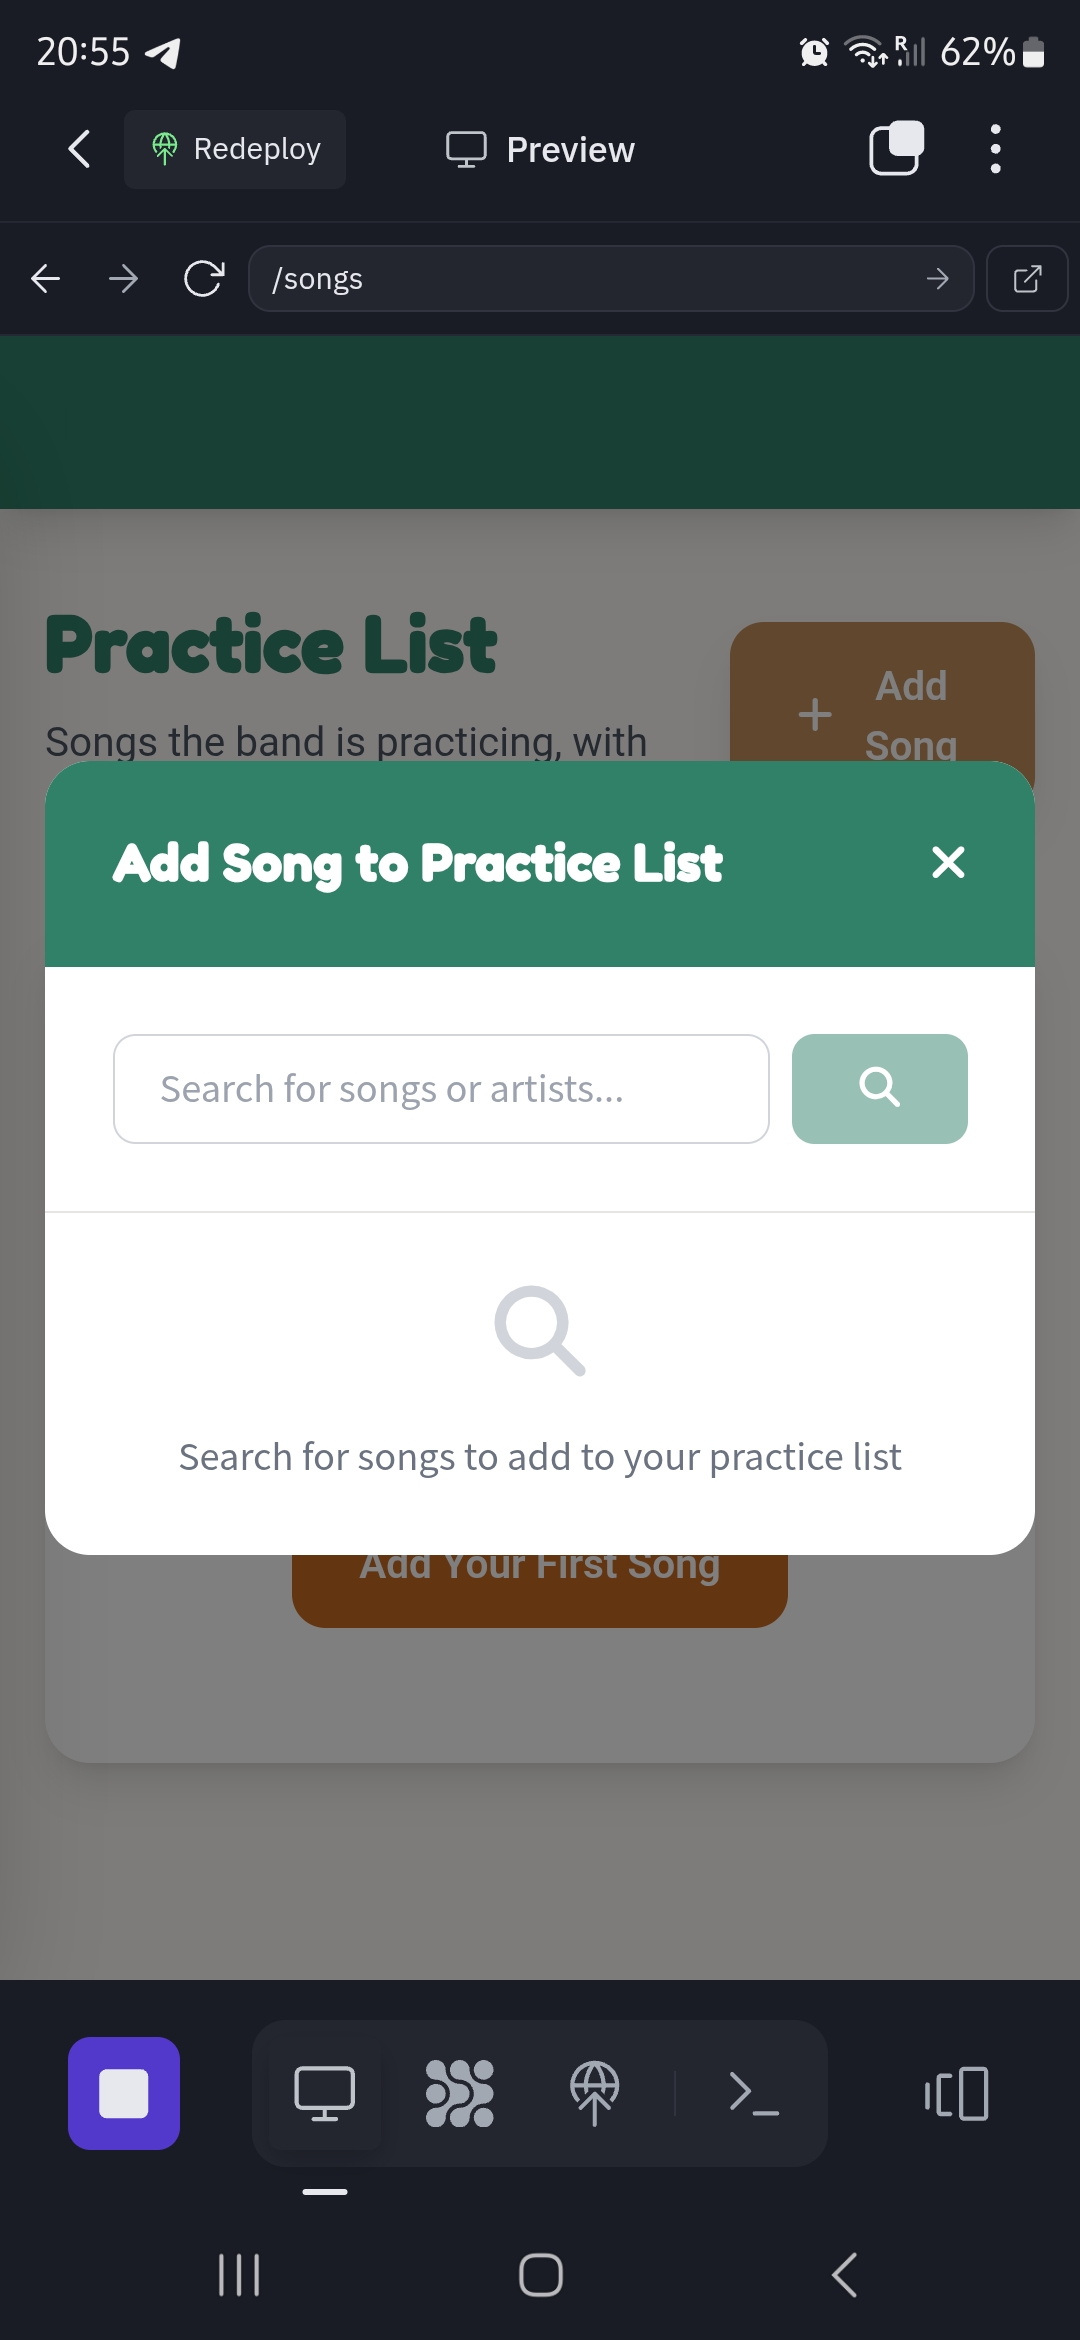 20:55
R
62%
Redeploy
Preview
/songs
Practice List
Songs the band is practicing, with
Add
Song
Add Song to Practice List
Search for songs or artists...
Search for songs to add to your practice list
Add Your First Song